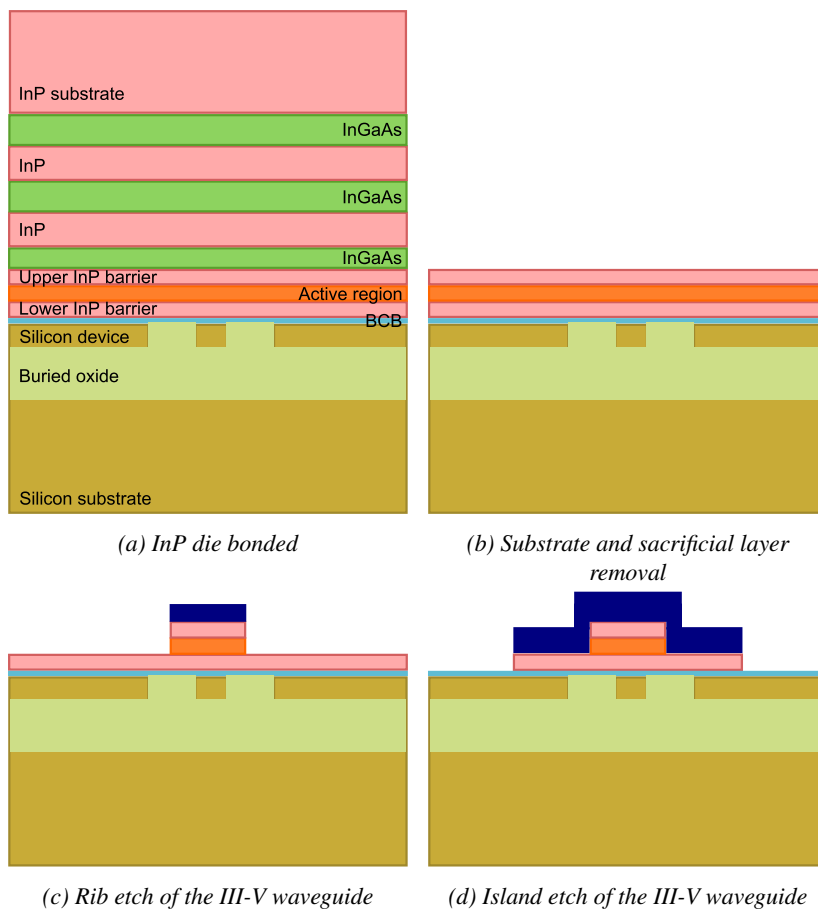 InP substrate
InGaAs
InP
InGaAs
InP
InGaAs
Upper InP barrier
Active region
Lower InP barrier
BCB
Silicon device
Buried oxide
Silicon substrate
(a) InP die bonded
(b) Substrate and sacrificial layer
removal
(c) Rib etch of the III-V waveguide
(d) Island etch of the III-V waveguide